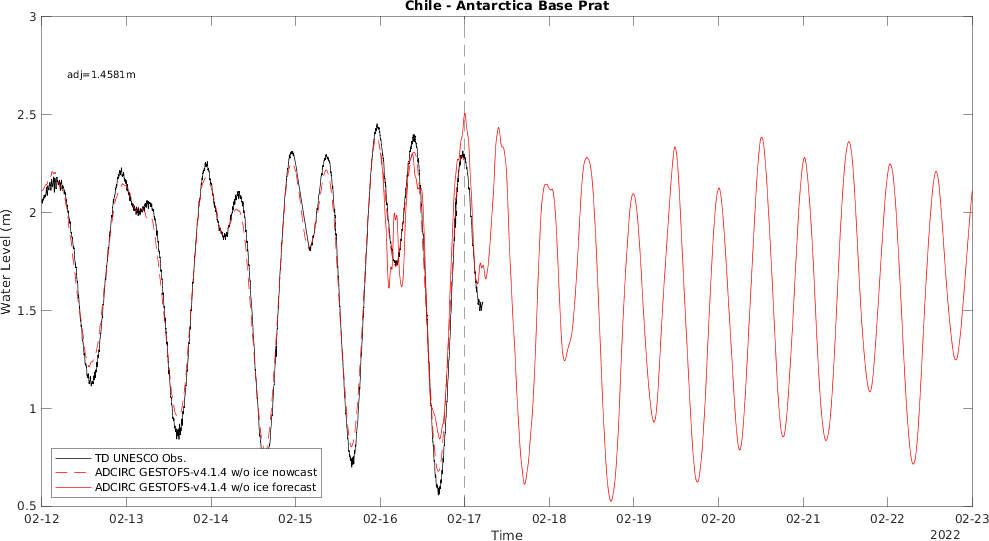 Chile - Antarctica Base Prat
3
adj=1.4581m
2.5
2
Water Level (m)
1.5
1
TD UNESCO Obs.
ADCIRC GESTOFS-v4.1.4 w/o ice nowcast
ADCIRC GESTOFS-v4.1.4 w/o ice forecast
0.5
02-12 02-13 02-14 02-15 02-16 02-17 02-18 02-19 02-20 02-21 02-22 02-23
Time
2022